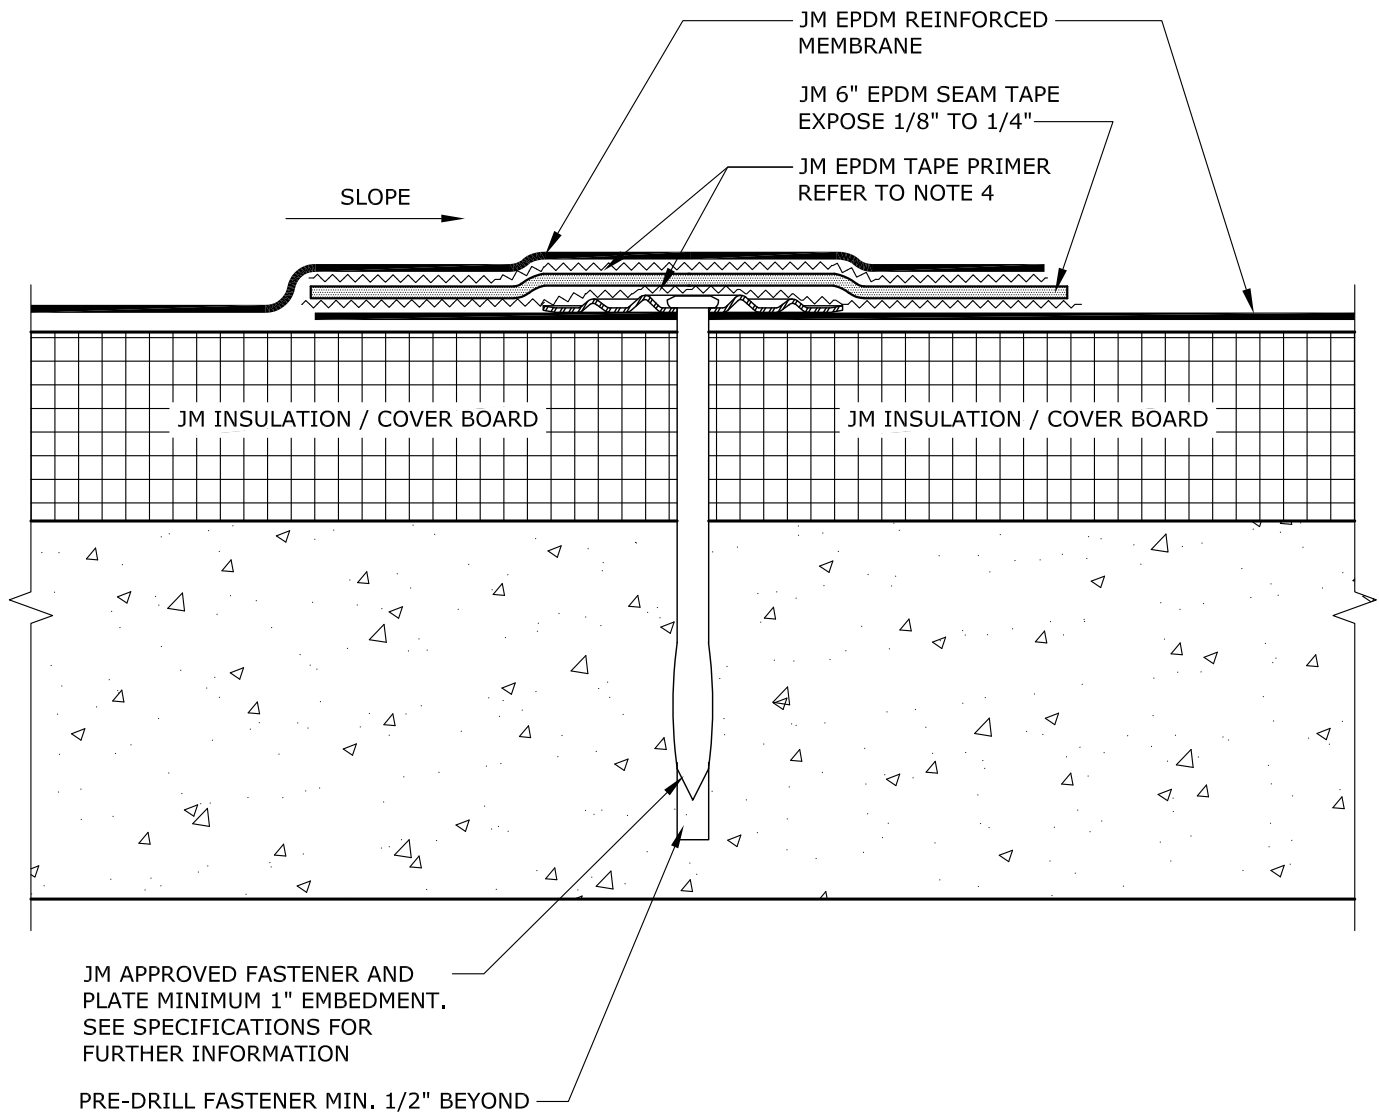 JM EPDM REINFORCED
MEMBRANE
JM 6" EPDM SEAM TAPE
EXPOSE 1/8" TO 1/4"
JM EPDM TAPE PRIMER
REFER TO NOTE 4
SLOPE
JM INSULATION / COVER BOARD
JM INSULATION / COVER BOARD
JM APPROVED FASTENER AND
PLATE MINIMUM 1" EMBEDMENT.
SEE SPECIFICATIONS FOR
FURTHER INFORMATION
PRE-DRILL FASTENER MIN. 1/2" BEYOND